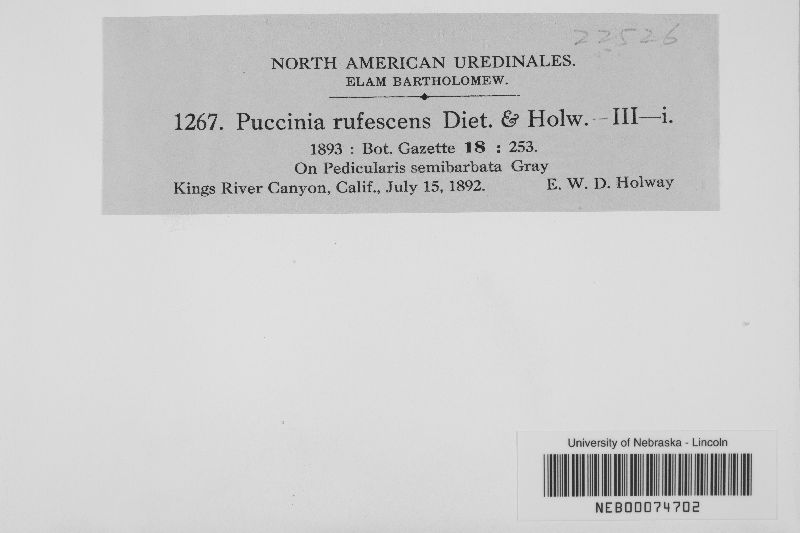 22526
NORTH AMERICAN UREDINALES.
ELAM BARTHOLOMEW.
1267. Puccinia rufescens Diet. & Holw. – III—i.
1893 : Bot. Gazette 18 : 253.
On Pedicularis semibarbata Gray
Kings River Canyon, Calif., July 15, 1892. E. W. D. Holway
University of Nebraska - Lincoln
NEB00074702